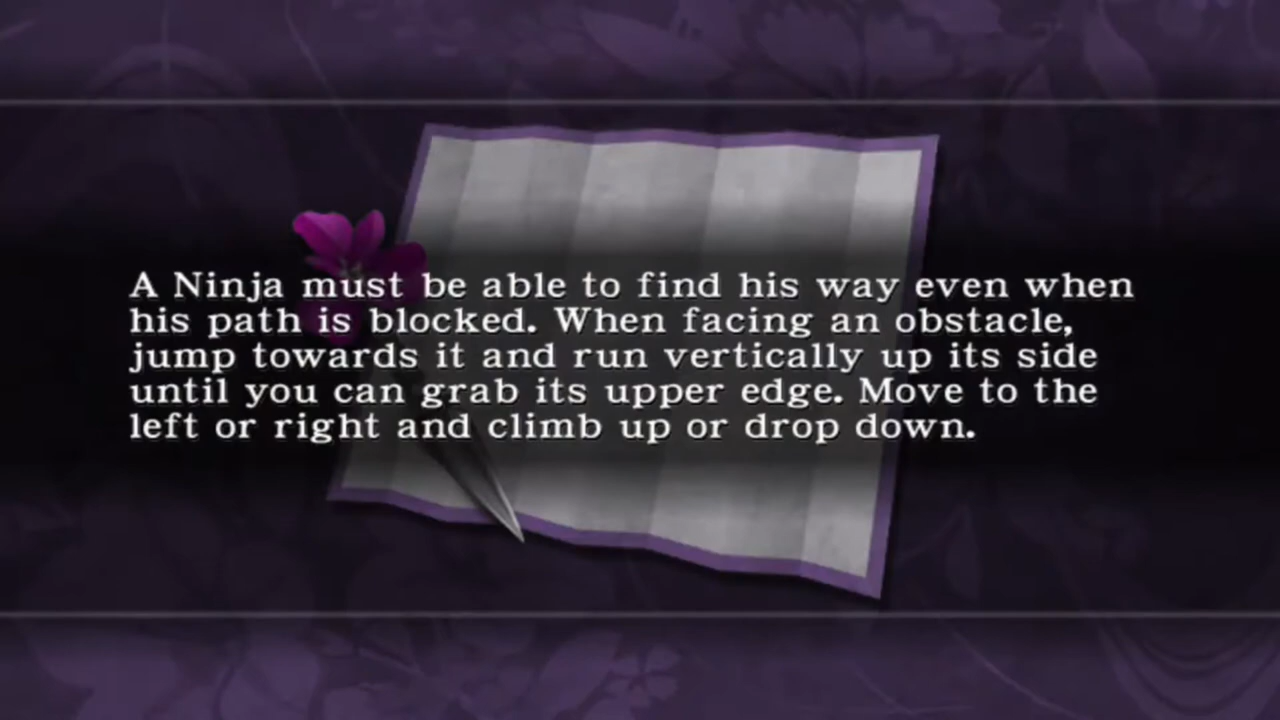 A Ninja must be able to find his way even when
his path is blocked. When facing an obstacle,
jump towards it and run vertically up its side
until you can grab its upper edge. Move to the
left or right and climb up or drop down.